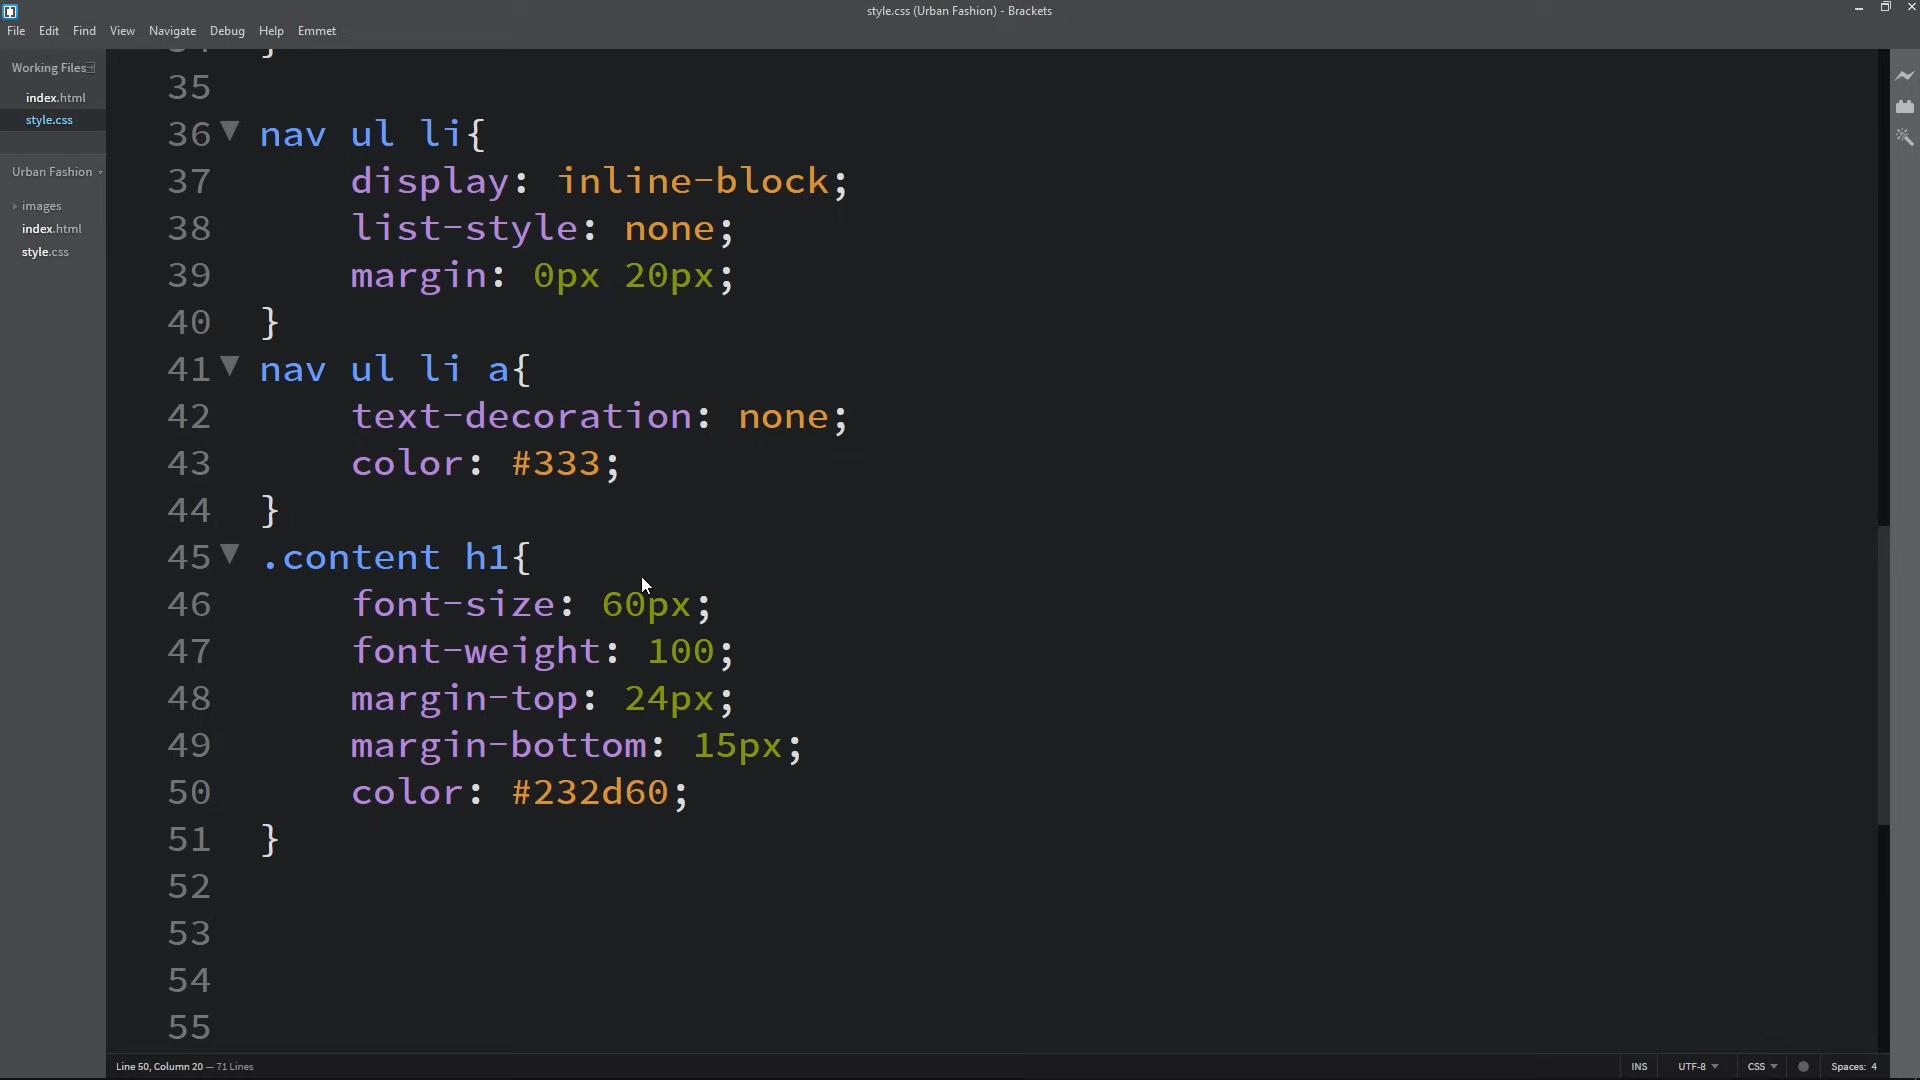 style.css (Urban Fashion) - Brackets
File Edit Find View Navigate Debug Help Emmet
Working Files
index.html
style.css
Urban Fashion
images
index.html
style.css
35
36 nav ul li{
37 display: inline-block;
38 list-style: none;
39 margin: 0px 20px;
40 }
41 nav ul li a{
42 text-decoration: none;
43 color: #333;
44 }
45 .content h1{
46 font-size: 60px;
47 font-weight: 100;
48 margin-top: 24px;
49 margin-bottom: 15px;
50 color: #232d60;
51 }
52
53
54
55
Line 50, Column 20 — 71 Lines
INS UTF-8 CSS Spaces: 4